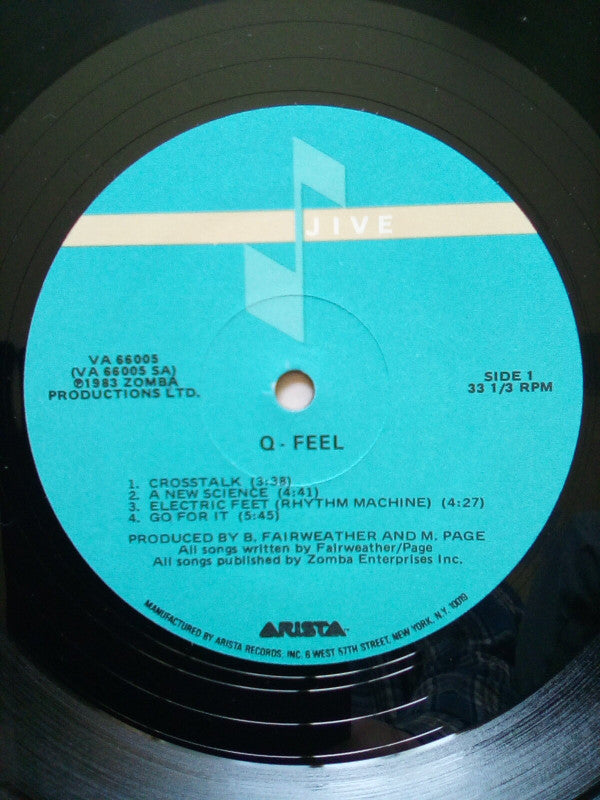 JIVE
VA 66005
(VA 66005 SA)
℗1983 ZOMBA
PRODUCTIONS LTD.
SIDE 1
33 1/3 RPM
Q - FEEL
1. CROSSTALK (3:38)
2. A NEW SCIENCE (4:41)
3. ELECTRIC FEET (RHYTHM MACHINE) (4:27)
4. GO FOR IT (5:45)
PRODUCED BY B. FAIRWEATHER AND M. PAGE
All songs written by Fairweather/Page
All songs published by Zomba Enterprises Inc.
ARISTA
MANUFACTURED BY ARISTA RECORDS, INC. 6 WEST 57TH STREET, NEW YORK, N.Y. 10019